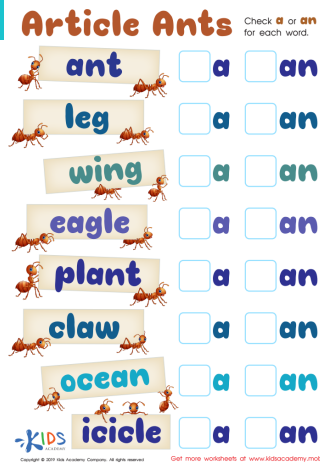 Article Ants
Check a or an
for each word.
ant a an
leg a an
wing a an
eagle a an
plant a an
claw a an
ocean a an
icicle a an
KIDS
ACADEMY
Copyright © 2019 Kids Academy Company. All rights reserved
Get more worksheets at www.kidsacademy.mobi